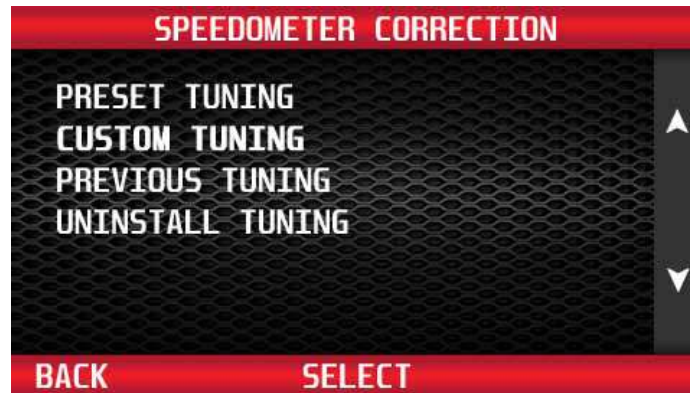 SPEEDOMETER CORRECTION
PRESET TUNING
CUSTOM TUNING
PREVIOUS TUNING
UNINSTALL TUNING
BACK SELECT